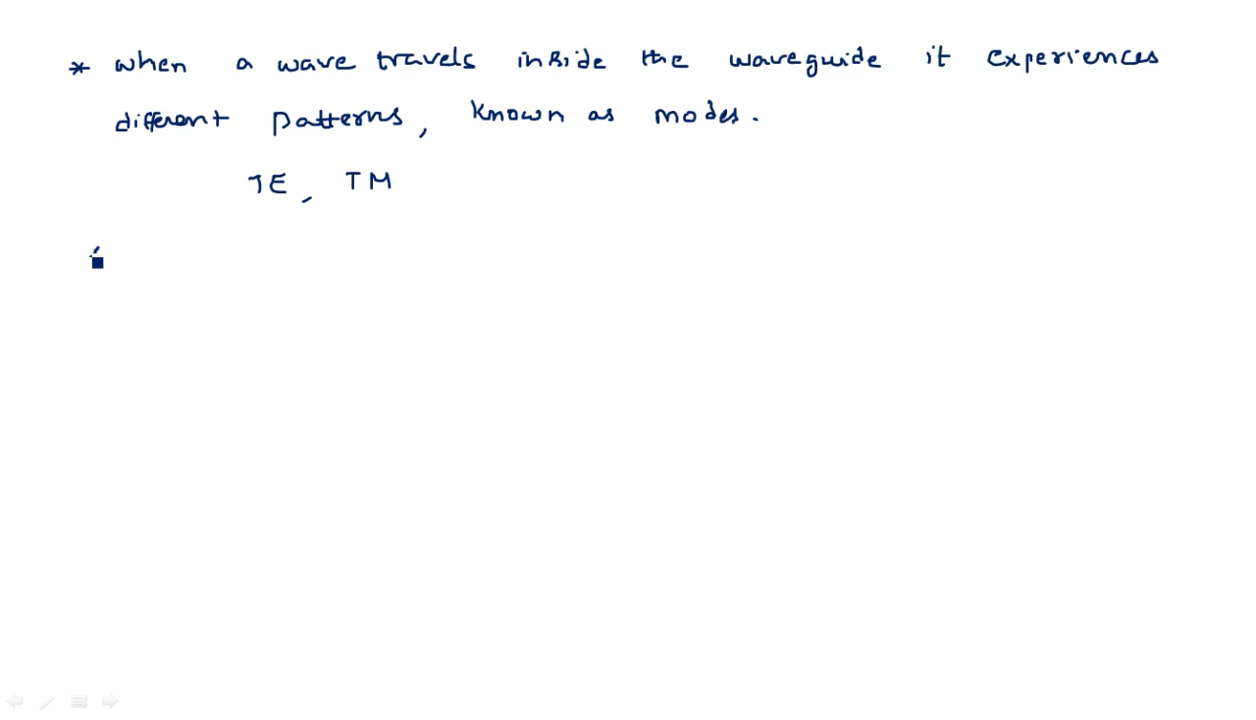 * when a wave travels inside the waveguide it experiences
different patterns, known as modes.
TE, TM